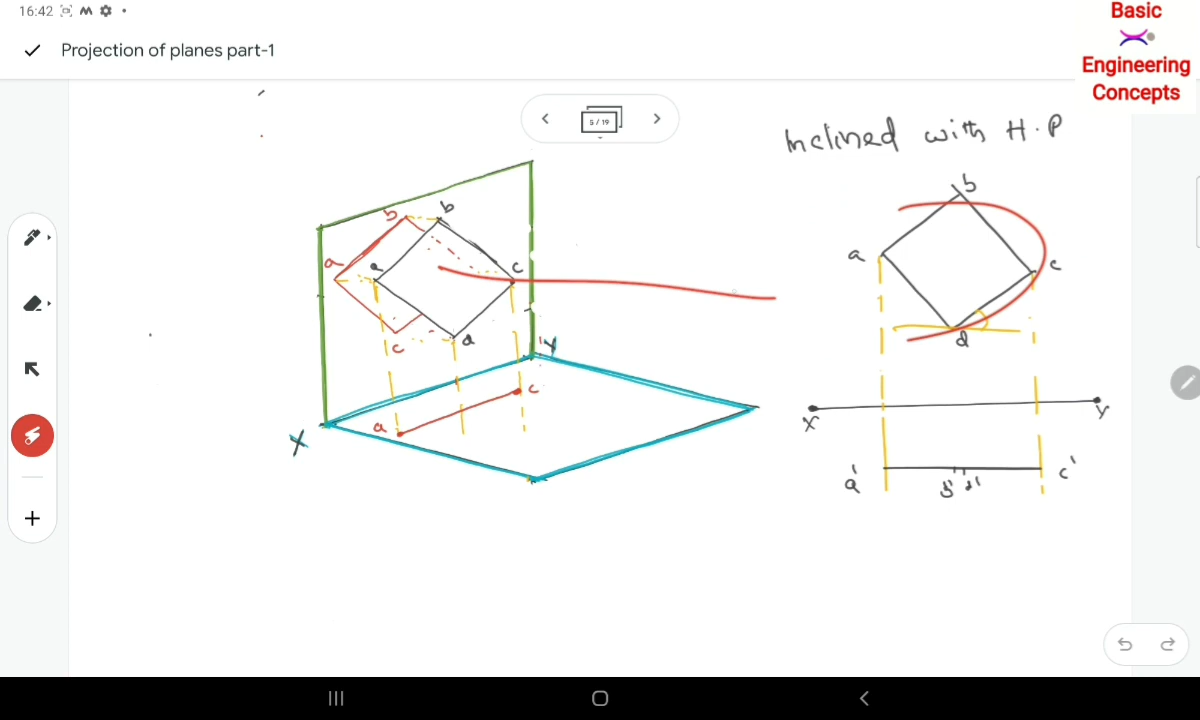 16:42
Projection of planes part-1
Basic
Engineering
Concepts
5 / 19
Inclined with H.P
b
b
a
a
c
d
c
Y
X
a
c
b
a
c
d
X
Y
a'
b' d'
c'